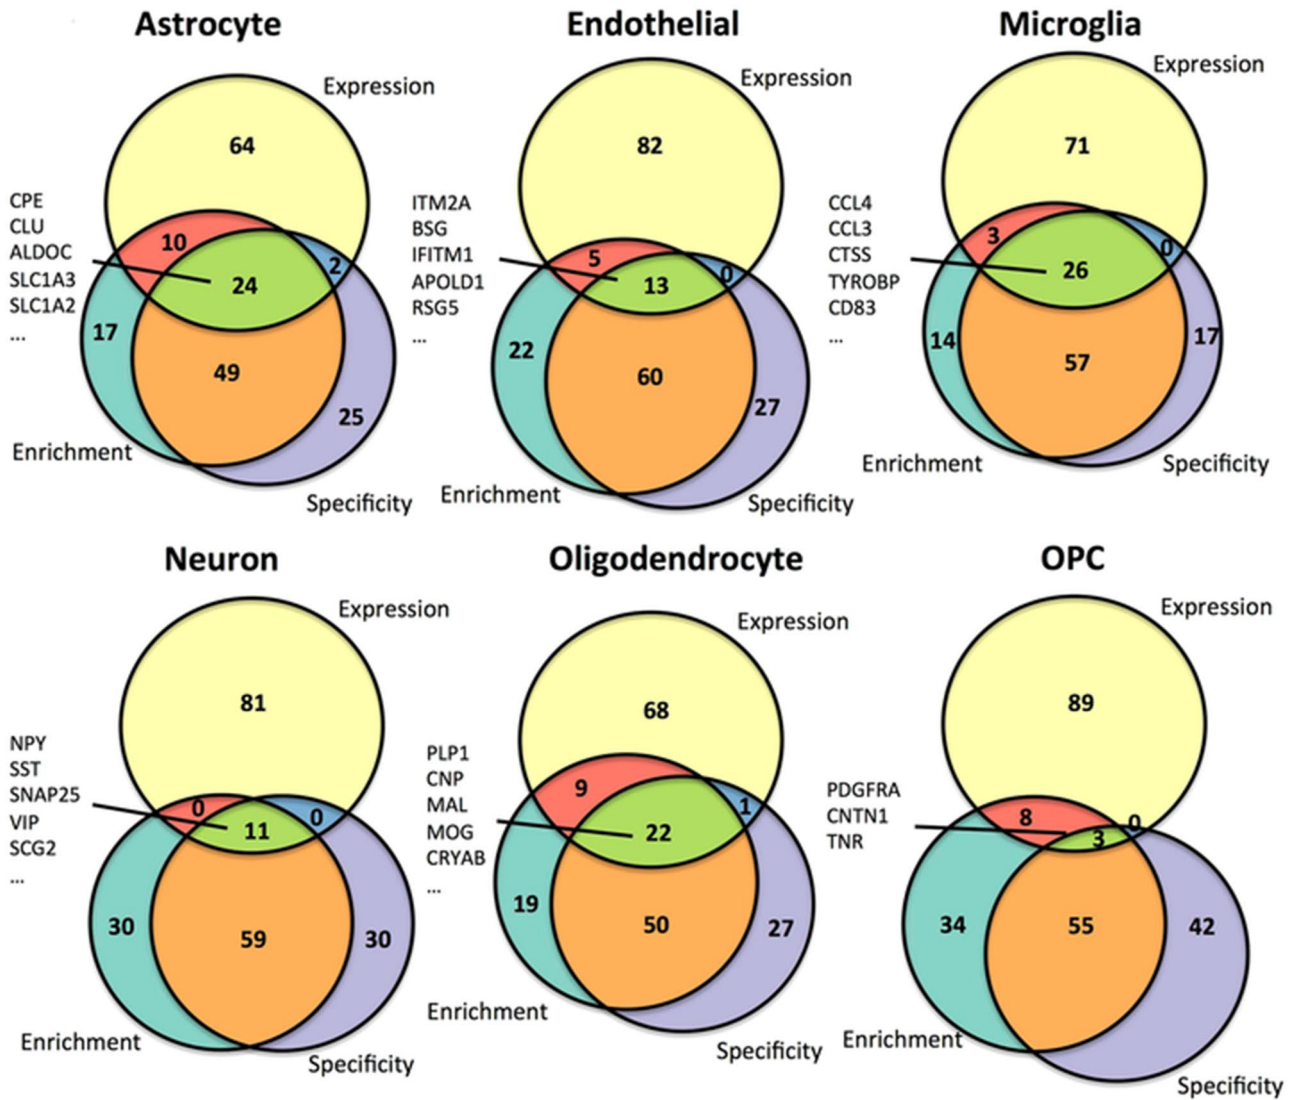 Astrocyte
Expression
64
CPE
CLU
ALDOC
SLC1A3
SLC1A2
...
10
2
24
17
49
25
Enrichment
Specificity
Endothelial
Expression
82
ITM2A
BSG
IFITM1
APOLD1
RSG5
...
5
0
13
22
60
27
Enrichment
Specificity
Microglia
Expression
71
CCL4
CCL3
CTSS
TYROBP
CD83
...
3
0
26
14
17
57
Enrichment
Specificity
Neuron
Expression
81
NPY
SST
SNAP25
VIP
SCG2
...
0
0
11
30
59
30
Enrichment
Specificity
Oligodendrocyte
Expression
68
PLP1
CNP
MAL
MOG
CRYAB
...
9
1
22
19
50
27
Enrichment
Specificity
OPC
Expression
89
PDGFRA
CNTN1
TNR
8
0
3
34
55
42
Enrichment
Specificity